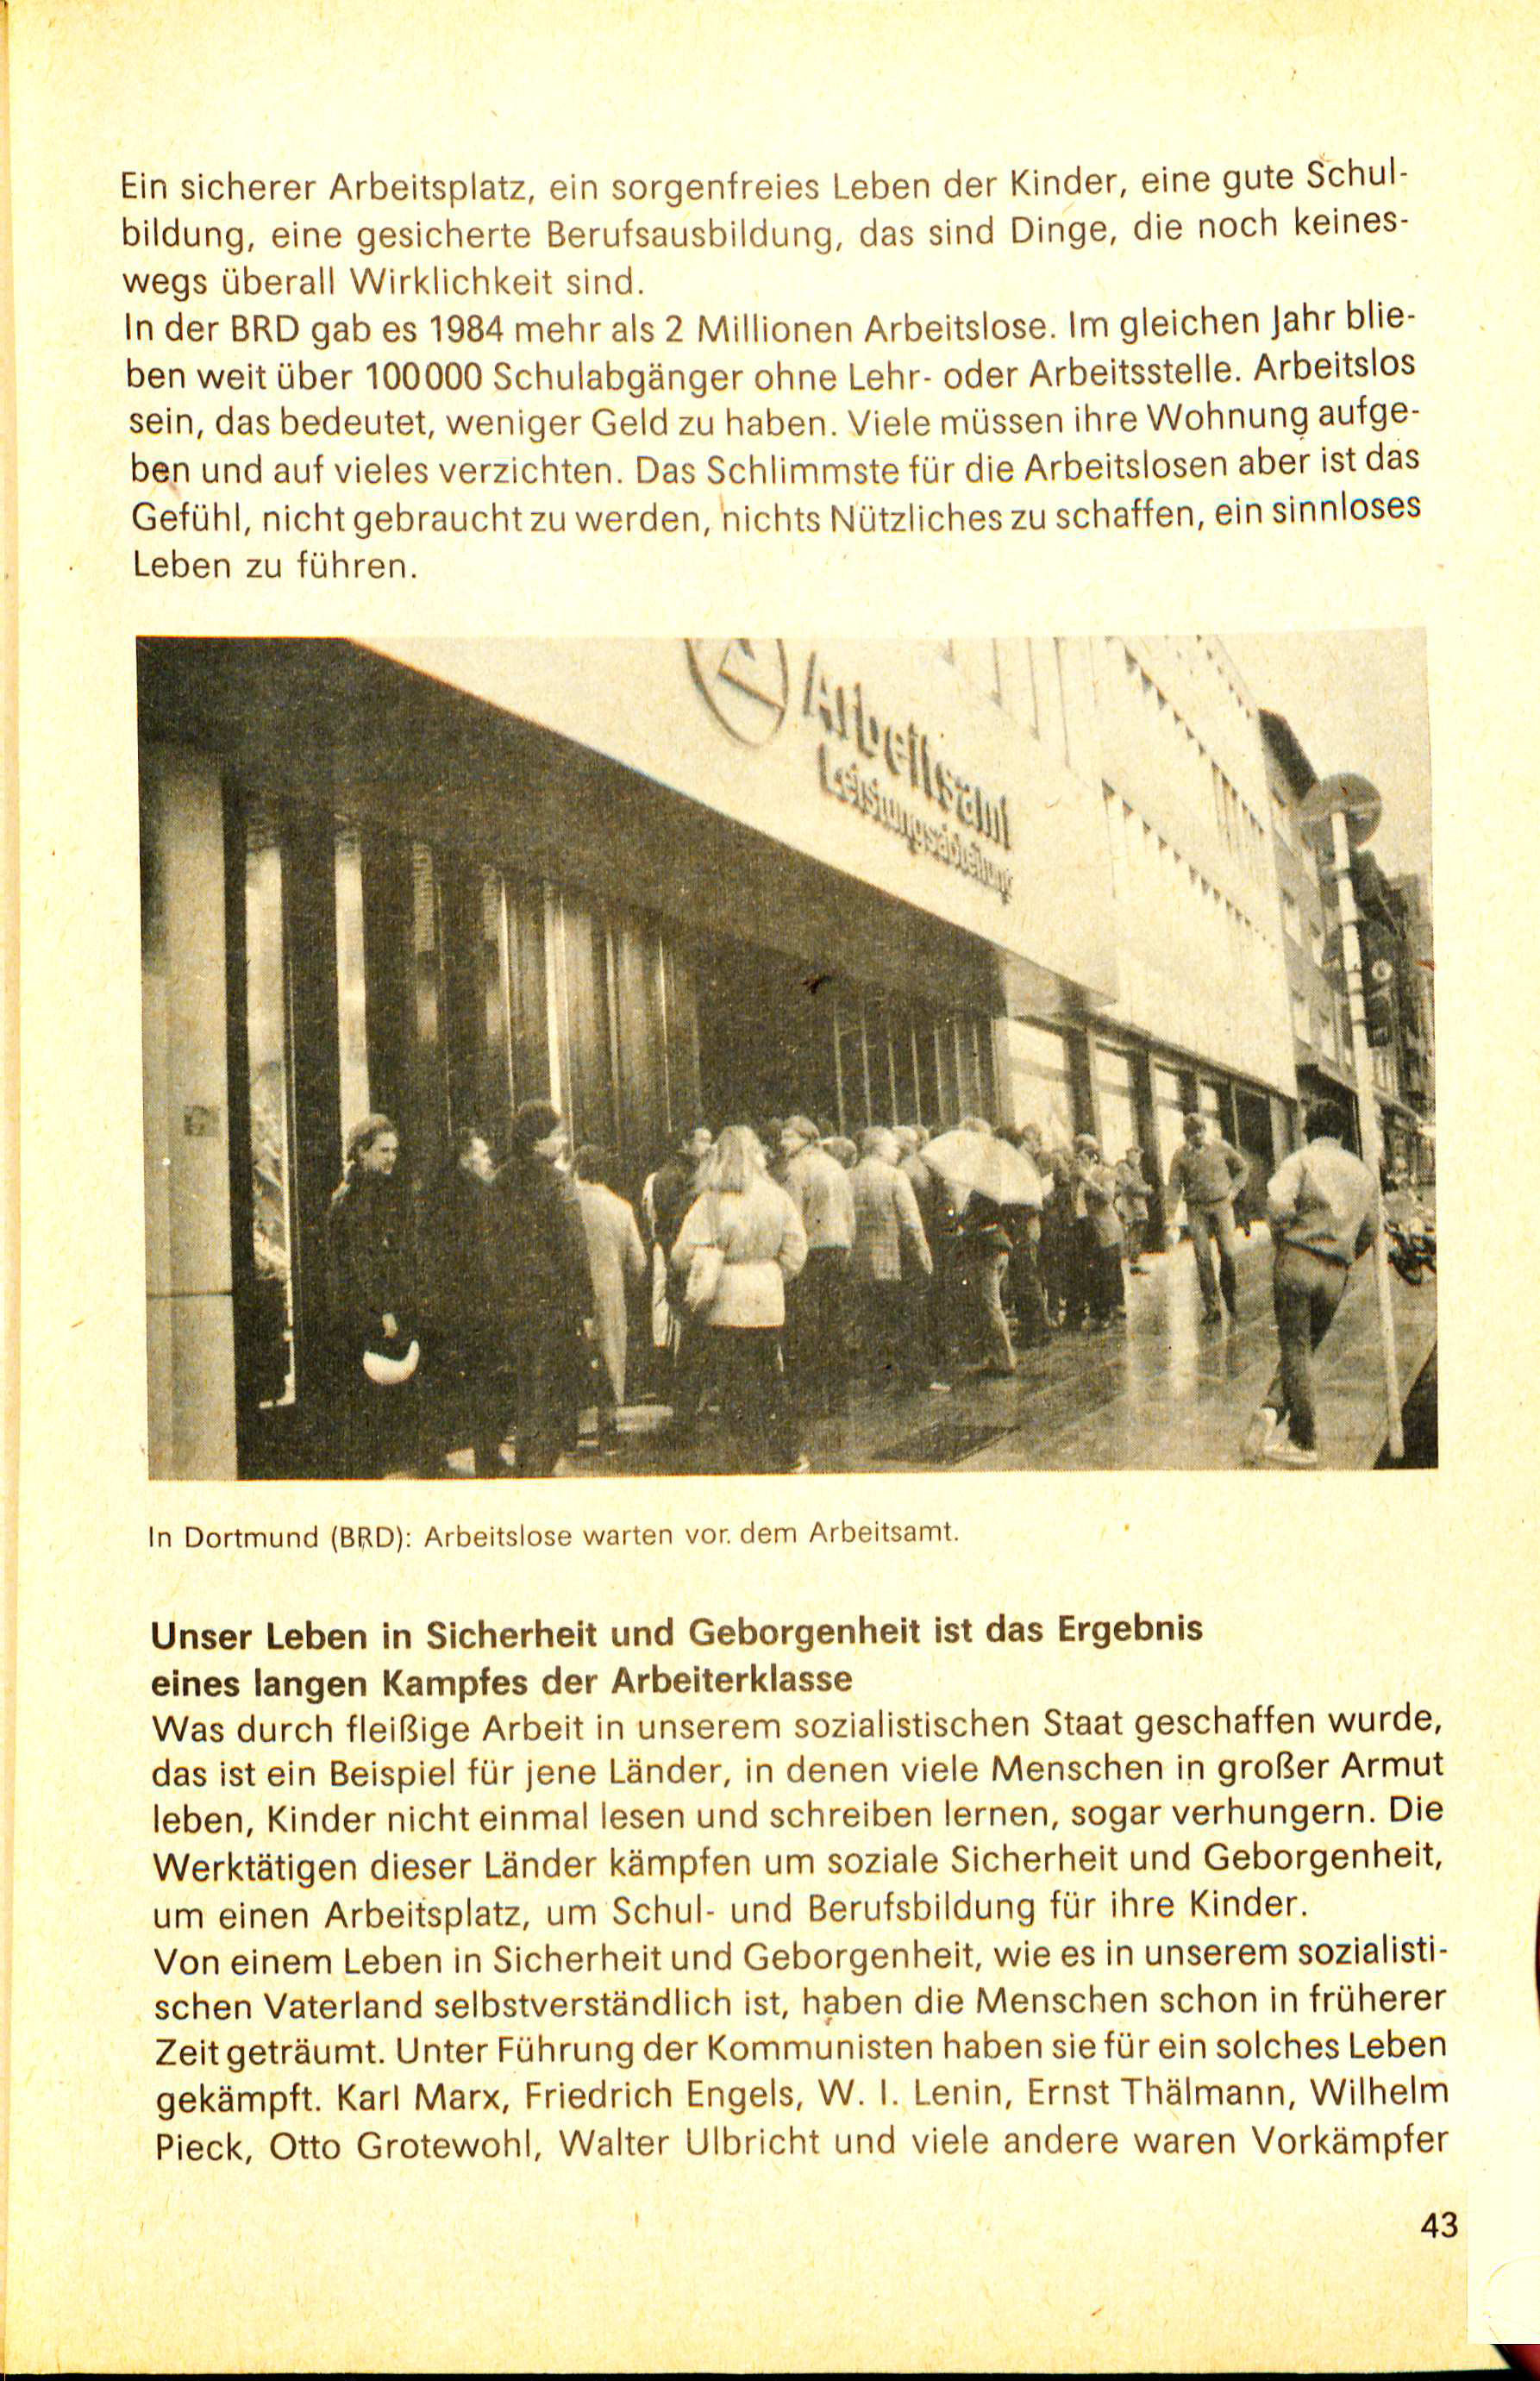 Ein sicherer Arbeitsplatz, ein sorgenfreies Leben der Kinder, eine gute Schul-
bildung, eine gesicherte Berufsausbildung, das sind Dinge, die noch keines-
wegs überall Wirklichkeit sind.
In der BRD gab es 1984 mehr als 2 Millionen Arbeitslose. Im gleichen Jahr blie-
ben weit über 100000 Schulabgänger ohne Lehr- oder Arbeitsstelle. Arbeitslos
sein, das bedeutet, weniger Geld zu haben. Viele müssen ihre Wohnung aufge-
ben und auf vieles verzichten. Das Schlimmste für die Arbeitslosen aber ist das
Gefühl, nicht gebraucht zu werden, nichts Nützliches zu schaffen, ein sinnloses
Leben zu führen.
Arbeitsamt
Leistungsabteilung
In Dortmund (BRD): Arbeitslose warten vor dem Arbeitsamt.
Unser Leben in Sicherheit und Geborgenheit ist das Ergebnis
eines langen Kampfes der Arbeiterklasse
Was durch fleißige Arbeit in unserem sozialistischen Staat geschaffen wurde,
das ist ein Beispiel für jene Länder, in denen viele Menschen in großer Armut
leben, Kinder nicht einmal lesen und schreiben lernen, sogar verhungern. Die
Werktätigen dieser Länder kämpfen um soziale Sicherheit und Geborgenheit,
um einen Arbeitsplatz, um Schul- und Berufsbildung für ihre Kinder.
Von einem Leben in Sicherheit und Geborgenheit, wie es in unserem sozialisti-
schen Vaterland selbstverständlich ist, haben die Menschen schon in früherer
Zeit geträumt. Unter Führung der Kommunisten haben sie für ein solches Leben
gekämpft. Karl Marx, Friedrich Engels, W. I. Lenin, Ernst Thälmann, Wilhelm
Pieck, Otto Grotewohl, Walter Ulbricht und viele andere waren Vorkämpfer
43